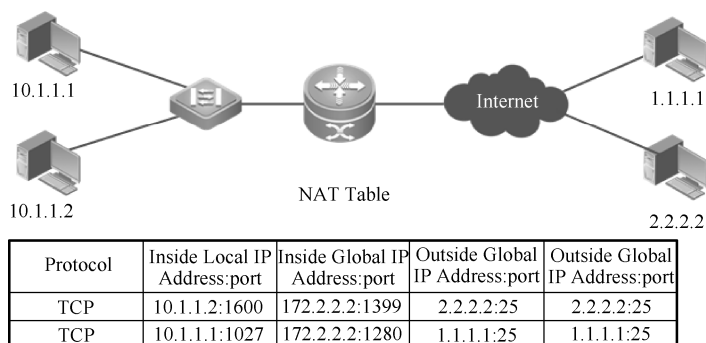 10.1.1.1
Internet
1.1.1.1
10.1.1.2
NAT Table
2.2.2.2
Protocol
Inside Local IP Address:port
Inside Global IP Address:port
Outside Global IP Address:port
Outside Global IP Address:port
TCP 10.1.1.2:1600 172.2.2.2:1399 2.2.2.2:25 2.2.2.2:25
TCP 10.1.1.1:1027 172.2.2.2:1280 1.1.1.1:25 1.1.1.1:25